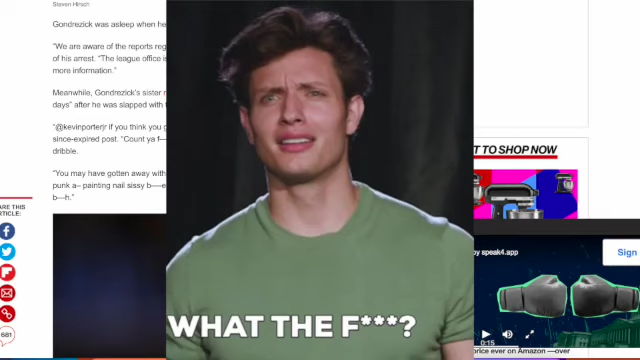 Steven Hirsch
Gondrezick was asleep when he
“We are aware of the reports reg
of his arrest. “The league office is
more information.”
Meanwhile, Gondrezick’s sister
days” after he was slapped with
“@kevinporterjr if you think you g
since-expired post. “Count ya f—
dribble.
“You may have gotten away with
punk a– painting nail sissy b—
b—h.”
ARE THIS
ARTICLE:
681
WHAT THE F***?
T TO SHOP NOW
by speak4.app
Sign
0:15
price ever on Amazon —over